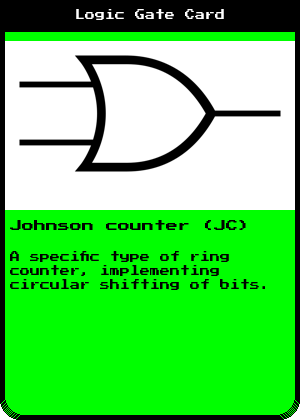 Logic Gate Card
Johnson counter (JC)
A specific type of ring
counter, implementing
circular shifting of bits.